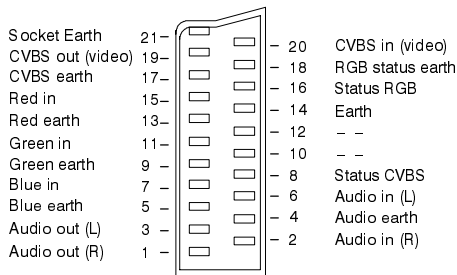 Socket Earth 21
CVBS out (video) 19
CVBS earth 17
Red in 15
Red earth 13
Green in 11
Green earth 9
Blue in 7
Blue earth 5
Audio out (L) 3
Audio out (R) 1
20 CVBS in (video)
18 RGB status earth
16 Status RGB
14 Earth
12 – –
10 – –
8 Status CVBS
6 Audio in (L)
4 Audio earth
2 Audio in (R)